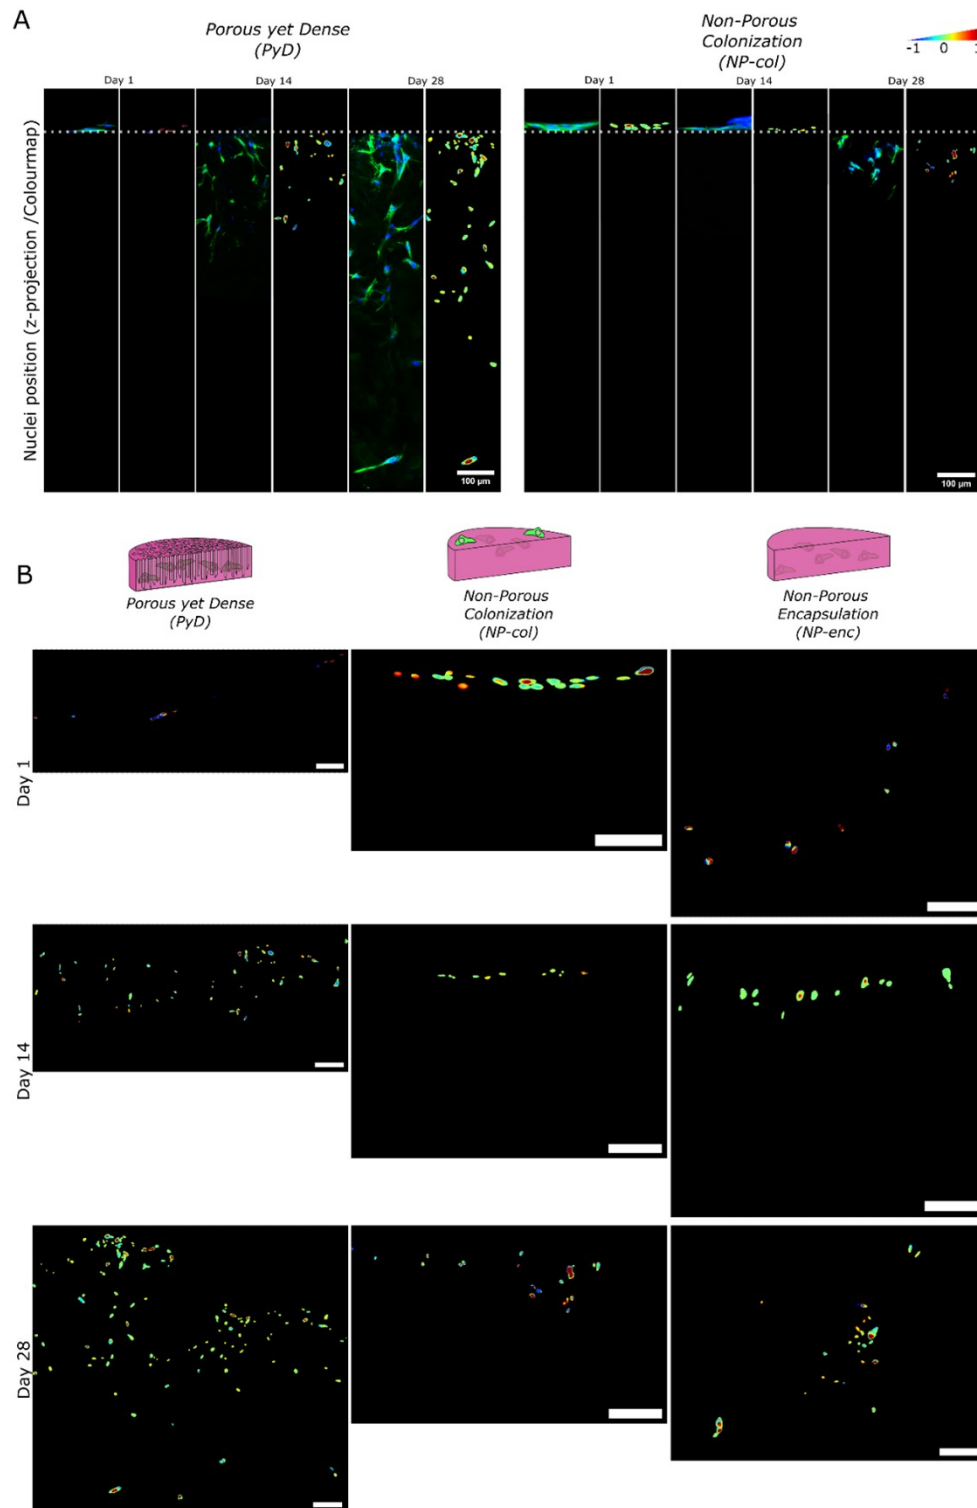 A
Porous yet Dense
(PyD)
Non-Porous
Colonization
(NP-col)
-1 0 1
Day 1
Day 14
Day 28
Day 1
Day 14
Day 28
Nuclei position (z-projection /Colourmap)
100 µm
100 µm
B
Porous yet Dense
(PyD)
Non-Porous
Colonization
(NP-col)
Non-Porous
Encapsulation
(NP-enc)
Day 1
Day 14
Day 28